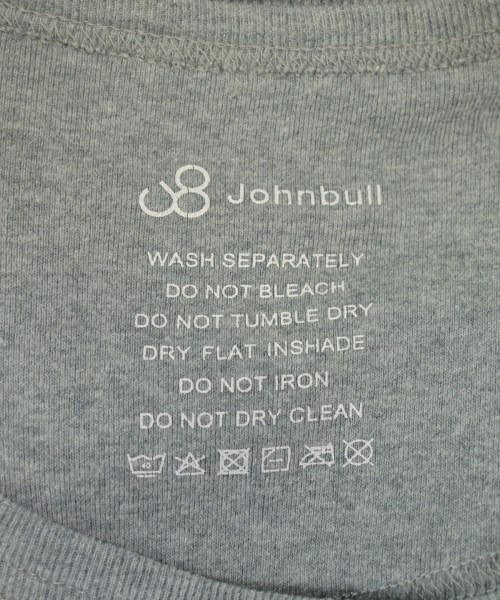 Johnbull
WASH SEPARATELY
DO NOT BLEACH
DO NOT TUMBLE DRY
DRY FLAT INSHADE
DO NOT IRON
DO NOT DRY CLEAN
40